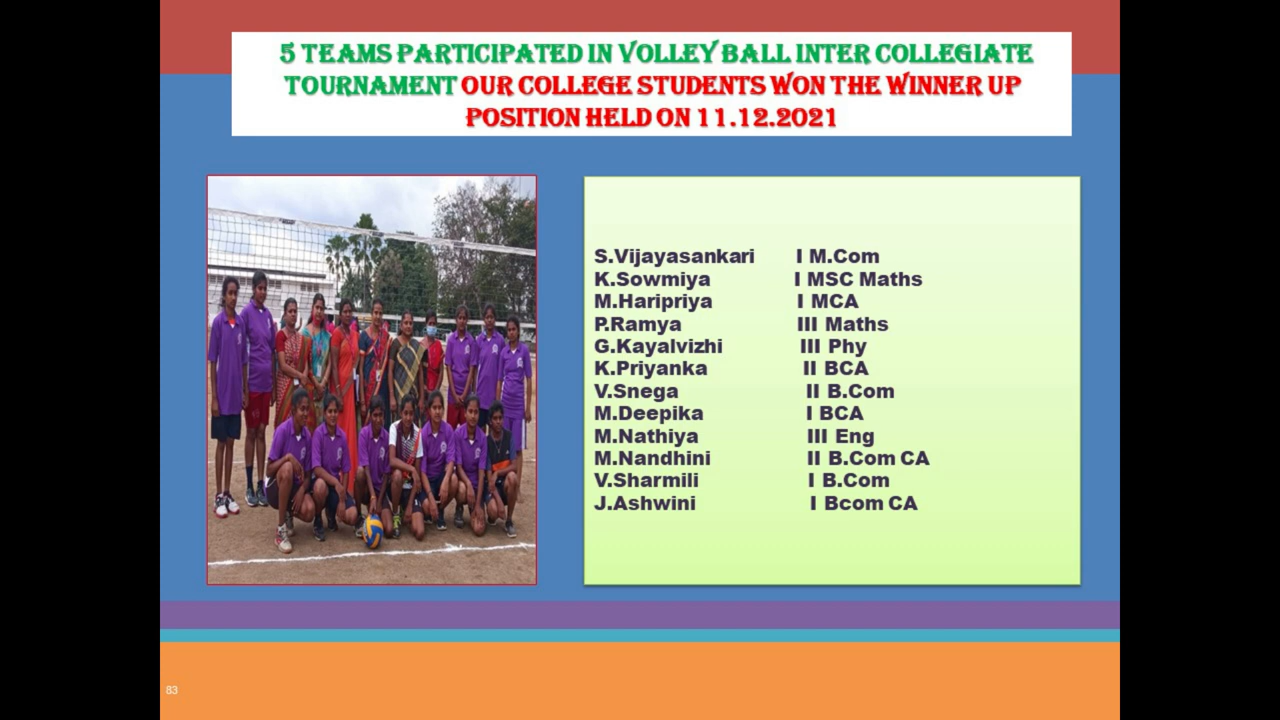 5 TEAMS PARTICIPATED IN VOLLEY BALL INTER COLLEGIATE
TOURNAMENT OUR COLLEGE STUDENTS WON THE WINNER UP
POSITION HELD ON 11.12.2021
S.Vijayasankari I M.Com
K.Sowmiya I MSC Maths
M.Haripriya I MCA
P.Ramya III Maths
G.Kayalvizhi III Phy
K.Priyanka II BCA
V.Snega II B.Com
M.Deepika I BCA
M.Nathiya III Eng
M.Nandhini II B.Com CA
V.Sharmili I B.Com
J.Ashwini I Bcom CA
83